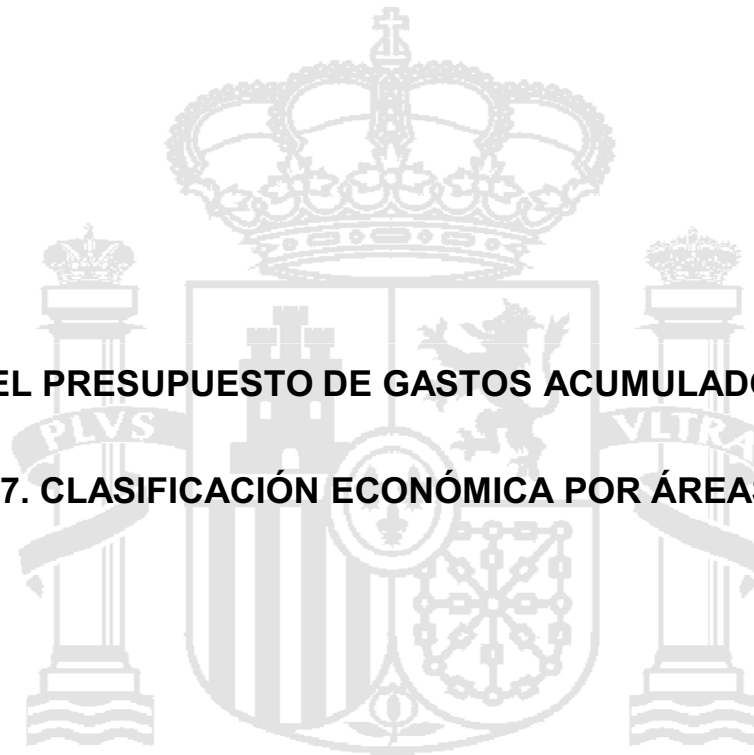 EL PRESUPUESTO DE GASTOS ACUMULADO
PLVS
VLTRA
7. CLASIFICACIÓN ECONÓMICA POR ÁREAS